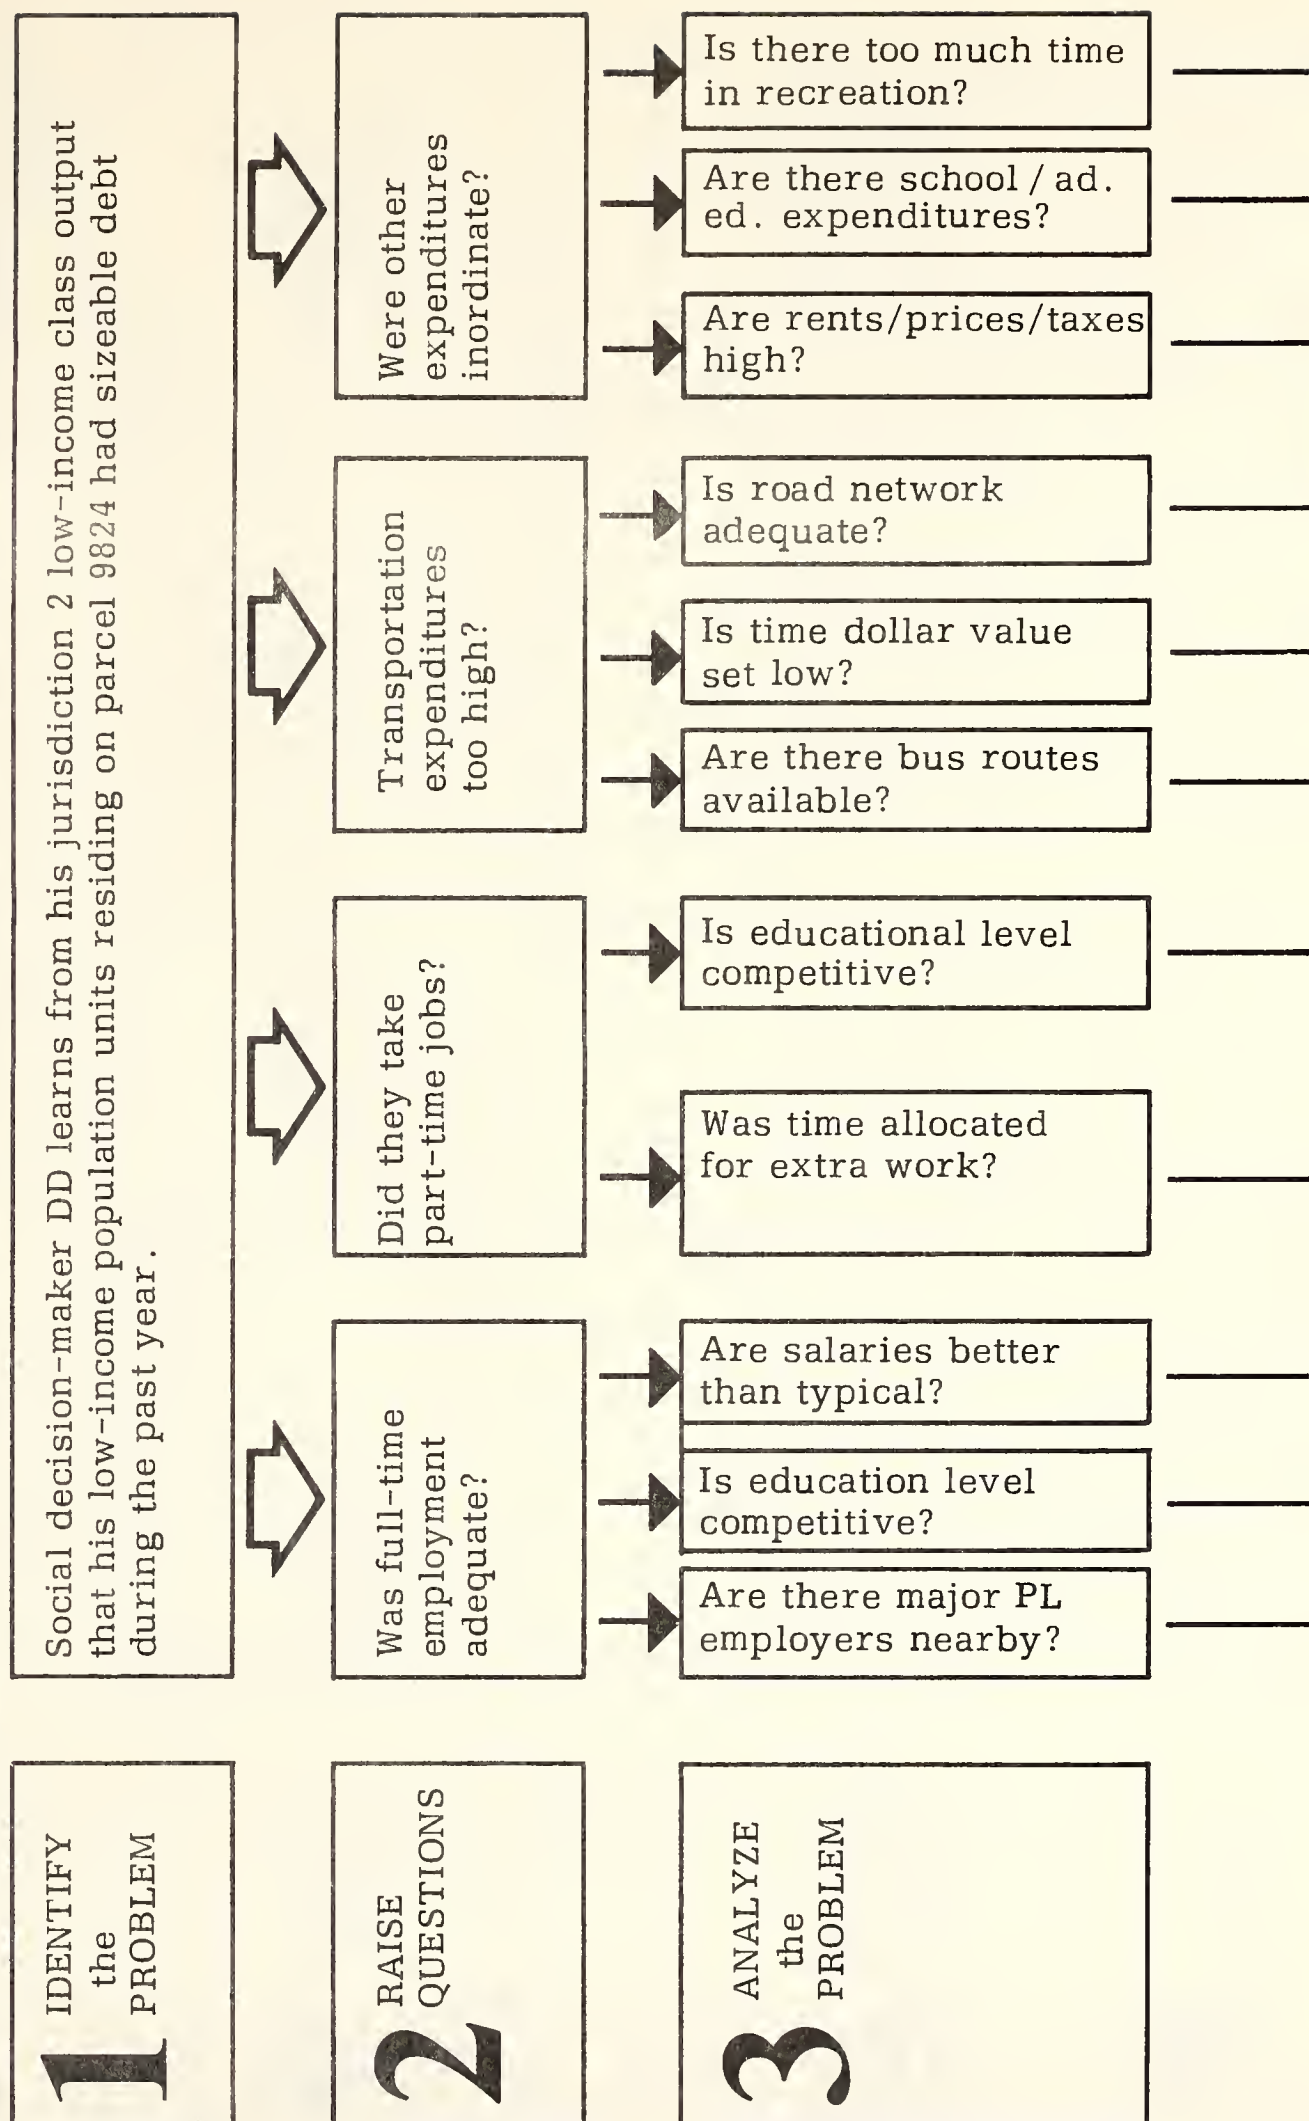 1 IDENTIFY
the
PROBLEM
Social decision-maker DD learns from his jurisdiction 2 low-income class output
that his low-income population units residing on parcel 9824 had sizeable debt
during the past year.
2 RAISE
QUESTIONS
Was full-time
employment
adequate?
Did they take
part-time jobs?
Transportation
expenditures
too high?
Were other
expenditures
inordinate?
3 ANALYZE
the
PROBLEM
Are there major PL
employers nearby?
Is education level
competitive?
Are salaries better
than typical?
Was time allocated
for extra work?
Is educational level
competitive?
Are there bus routes
available?
Is time dollar value
set low?
Is road network
adequate?
Are rents/prices/taxes
high?
Are there school / ad.
ed. expenditures?
Is there too much time
in recreation?